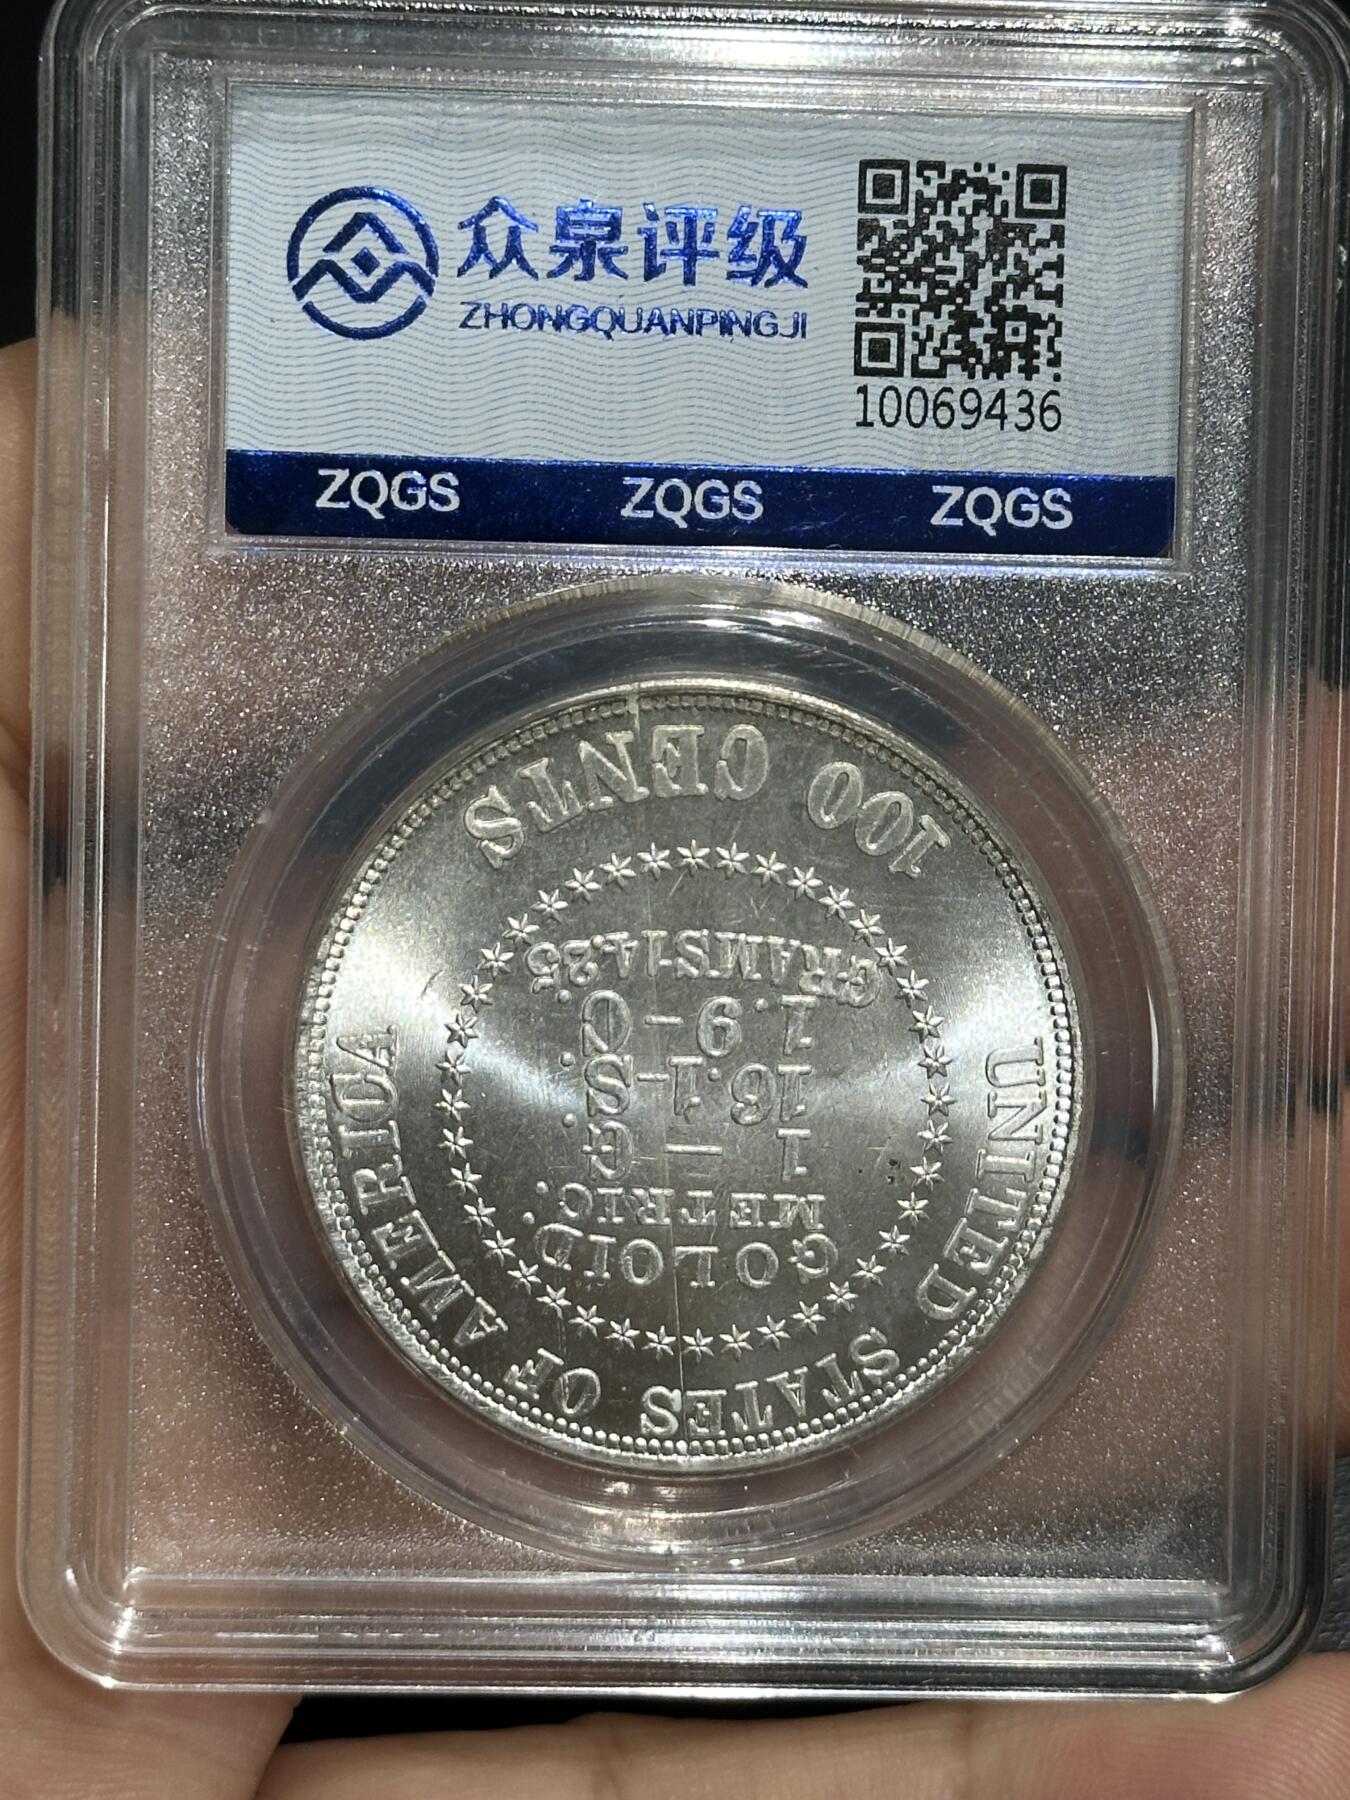 众泉评级
ZHONGQUANPINGJI
10069436
ZQGS ZQGS ZQGS
UNITED STATES OF AMERICA
GOLOID.
METRIC.
1 – G.
16.1 – S.
1.9 – C.
GRAMS 14.25.
100 CENTS